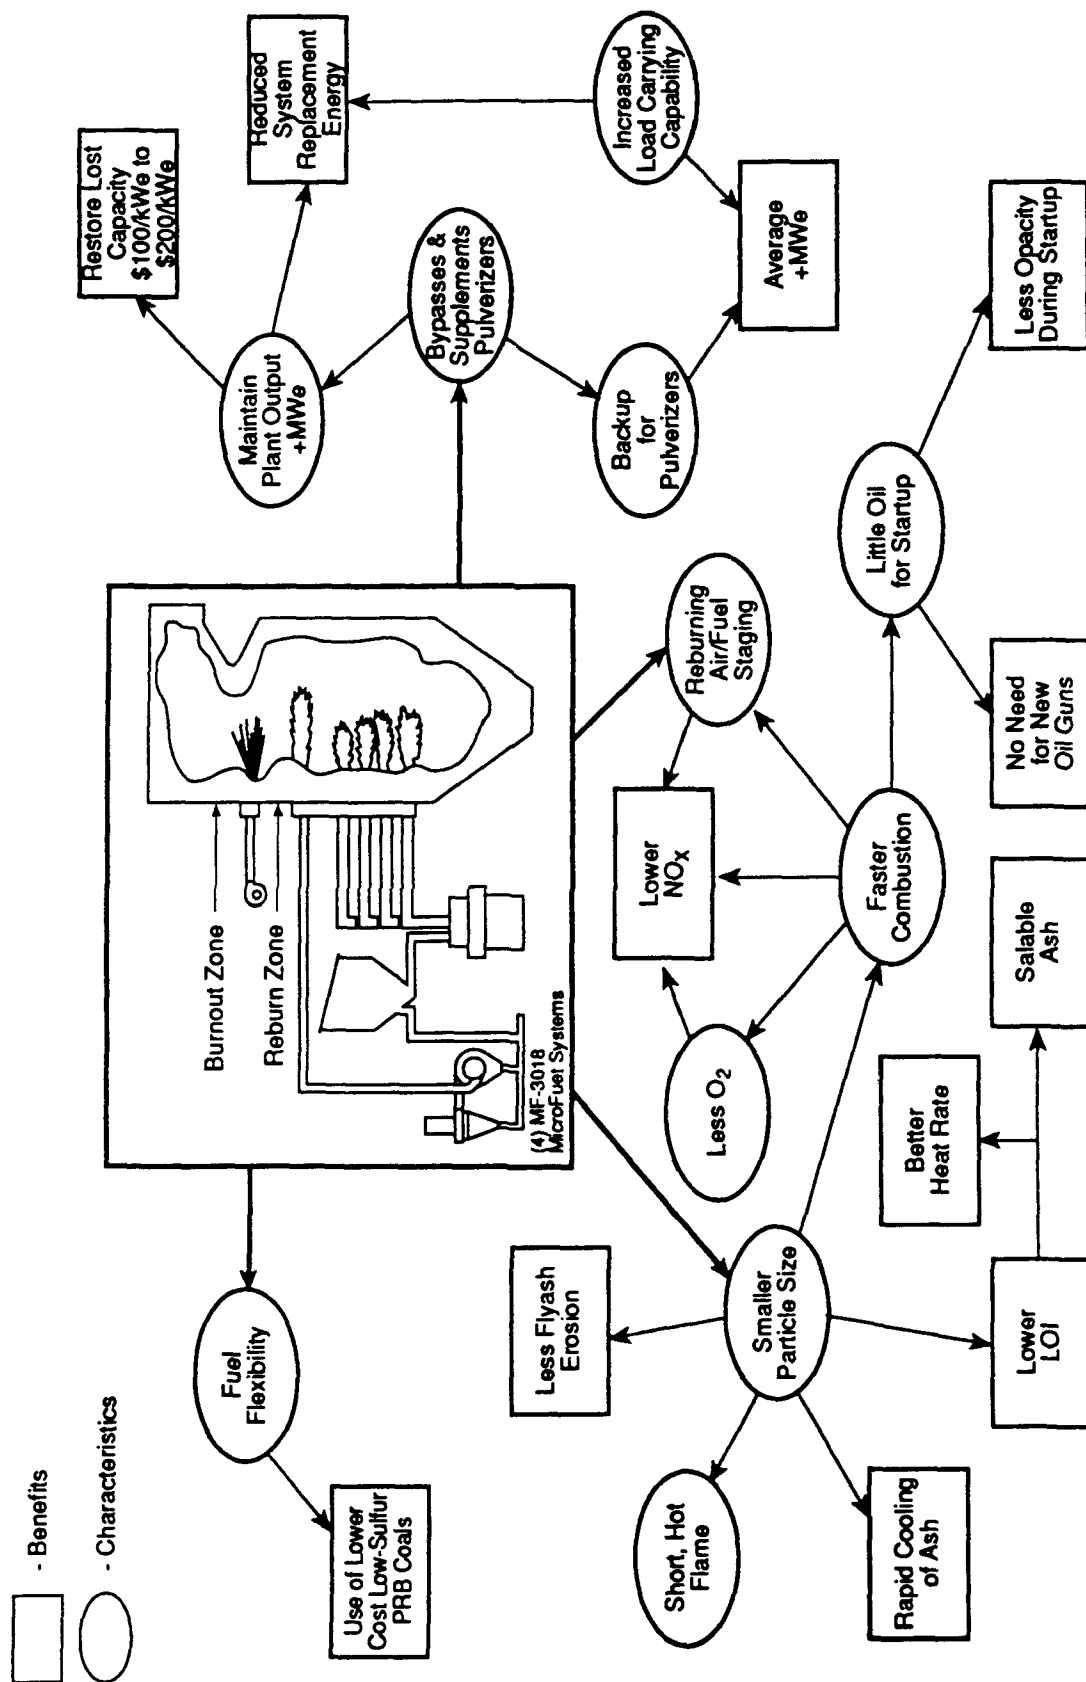 - Benefits
- Characteristics
Fuel
Flexibility
Use of Lower
Cost Low-Sulfur
PRB Coals
Burnout Zone
Reburn Zone
(4) MF-3018
MicroFuel Systems
Restore Lost
Capacity
$100/kWe to
$200/kWe
Maintain
Plant Output
+MWe
Reduced
System
Replacement
Energy
Bypasses &
Supplements
Pulverizers
Increased
Load Carrying
Capability
Backup
for
Pulverizers
Average
+MWe
Less Flyash
Erosion
Short, Hot
Flame
Smaller
Particle Size
Rapid Cooling
of Ash
Lower
LOI
Better
Heat Rate
Salable
Ash
Less O2
Lower
NOX
Reburning
Air/Fuel
Staging
Faster
Combustion
Little Oil
for Startup
No Need
for New
Oil Guns
Less Opacity
During Startup